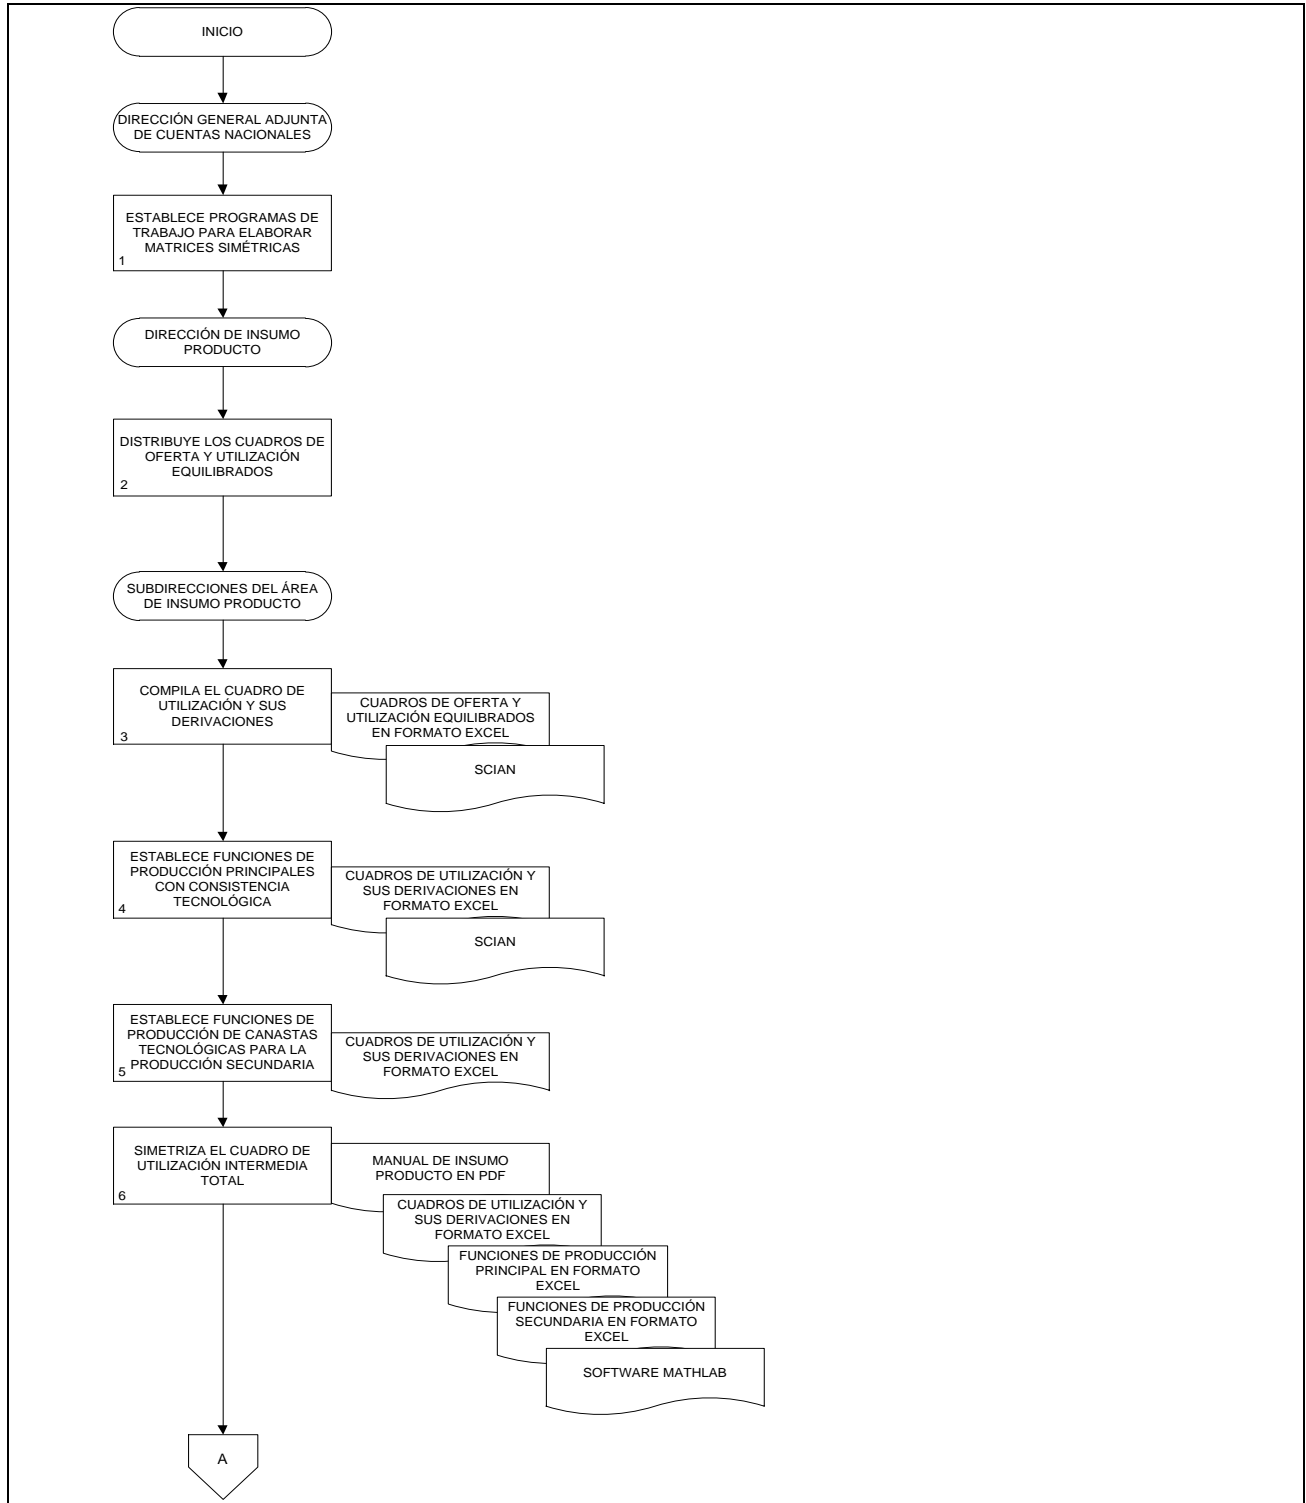 INICIO
DIRECCIÓN GENERAL ADJUNTA
DE CUENTAS NACIONALES
ESTABLECE PROGRAMAS DE
TRABAJO PARA ELABORAR
MATRICES SIMÉTRICAS
1
DIRECCIÓN DE INSUMO
PRODUCTO
DISTRIBUYE LOS CUADROS DE
OFERTA Y UTILIZACIÓN
EQUILIBRADOS
2
SUBDIRECCIONES DEL ÁREA
DE INSUMO PRODUCTO
COMPILA EL CUADRO DE
UTILIZACIÓN Y SUS
DERIVACIONES
3
CUADROS DE OFERTA Y
UTILIZACIÓN EQUILIBRADOS
EN FORMATO EXCEL
SCIAN
ESTABLECE FUNCIONES DE
PRODUCCIÓN PRINCIPALES
CON CONSISTENCIA
TECNOLÓGICA
4
CUADROS DE UTILIZACIÓN Y
SUS DERIVACIONES EN
FORMATO EXCEL
SCIAN
ESTABLECE FUNCIONES DE
PRODUCCIÓN DE CANASTAS
TECNOLÓGICAS PARA LA
PRODUCCIÓN SECUNDARIA
5
CUADROS DE UTILIZACIÓN Y
SUS DERIVACIONES EN
FORMATO EXCEL
SIMETRIZA EL CUADRO DE
UTILIZACIÓN INTERMEDIA
TOTAL
6
MANUAL DE INSUMO
PRODUCTO EN PDF
CUADROS DE UTILIZACIÓN Y
SUS DERIVACIONES EN
FORMATO EXCEL
FUNCIONES DE PRODUCCIÓN
PRINCIPAL EN FORMATO
EXCEL
FUNCIONES DE PRODUCCIÓN
SECUNDARIA EN FORMATO
EXCEL
SOFTWARE MATHLAB
A